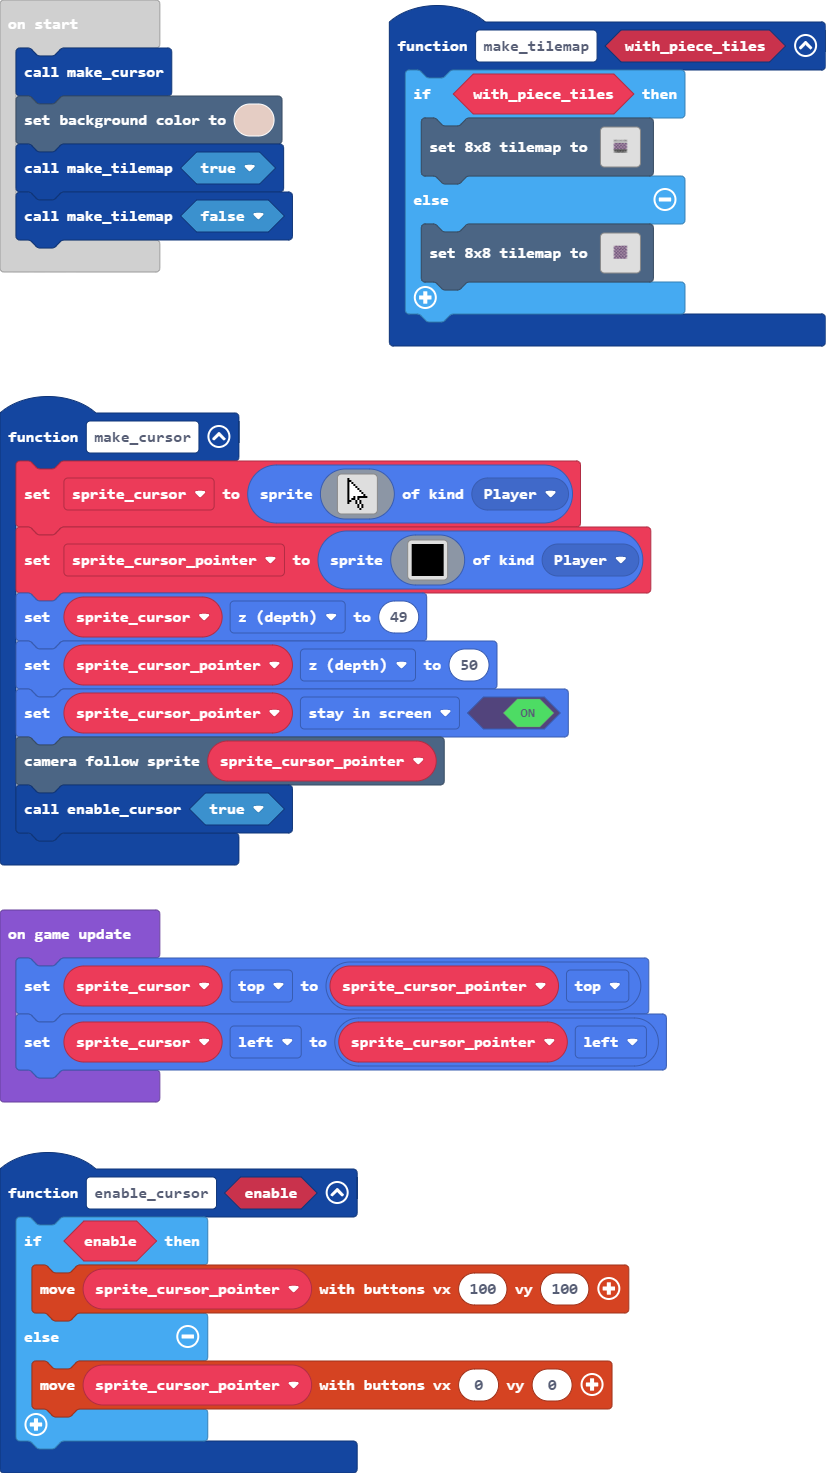 on start
call make_cursor
set background color to
call make_tilemap true
call make_tilemap false
function make_tilemap with_piece_tiles
if with_piece_tiles then
set 8x8 tilemap to
else
set 8x8 tilemap to
function make_cursor
set sprite_cursor to sprite of kind Player
set sprite_cursor_pointer to sprite of kind Player
set sprite_cursor z (depth) to 49
set sprite_cursor_pointer z (depth) to 50
set sprite_cursor_pointer stay in screen ON
camera follow sprite sprite_cursor_pointer
call enable_cursor true
on game update
set sprite_cursor top to sprite_cursor_pointer top
set sprite_cursor left to sprite_cursor_pointer left
function enable_cursor enable
if enable then
move sprite_cursor_pointer with buttons vx 100 vy 100
else
move sprite_cursor_pointer with buttons vx 0 vy 0